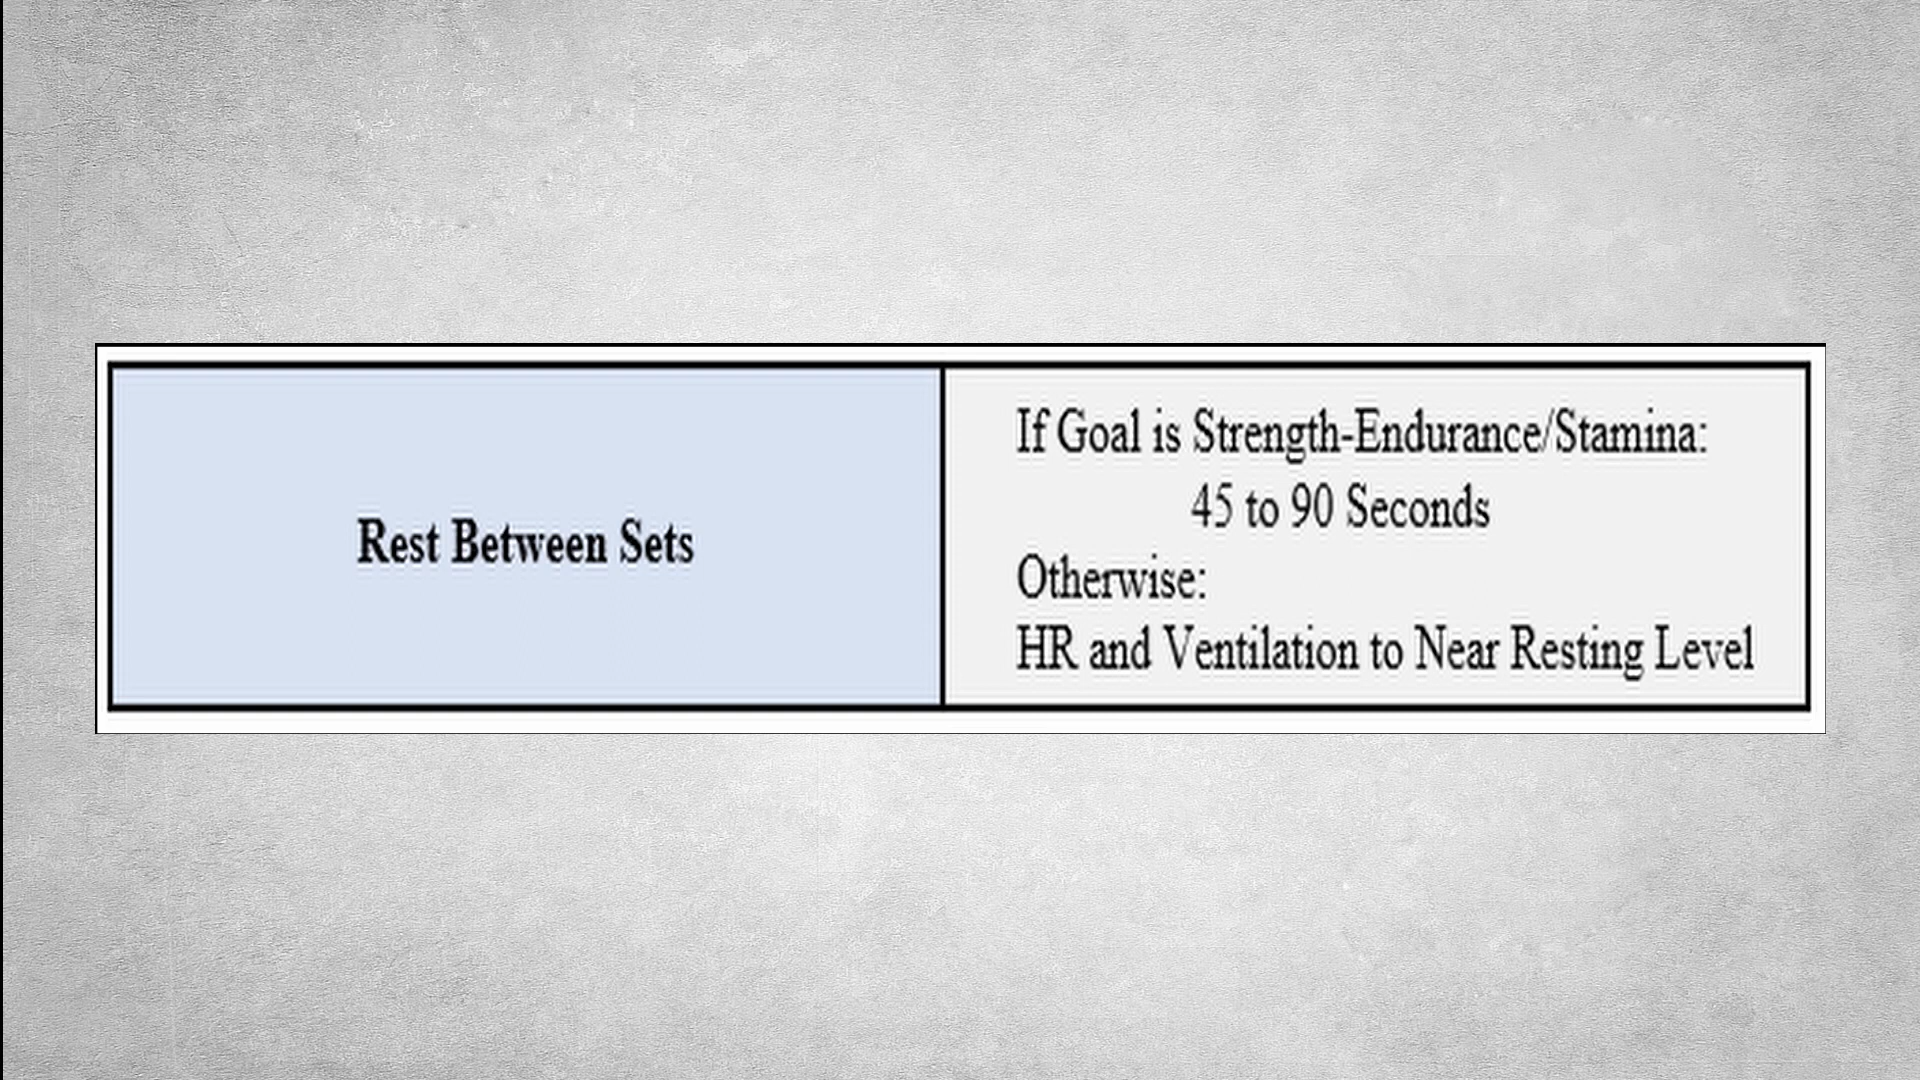 Rest Between Sets
If Goal is Strength-Endurance/Stamina:
45 to 90 Seconds
Otherwise:
HR and Ventilation to Near Resting Level